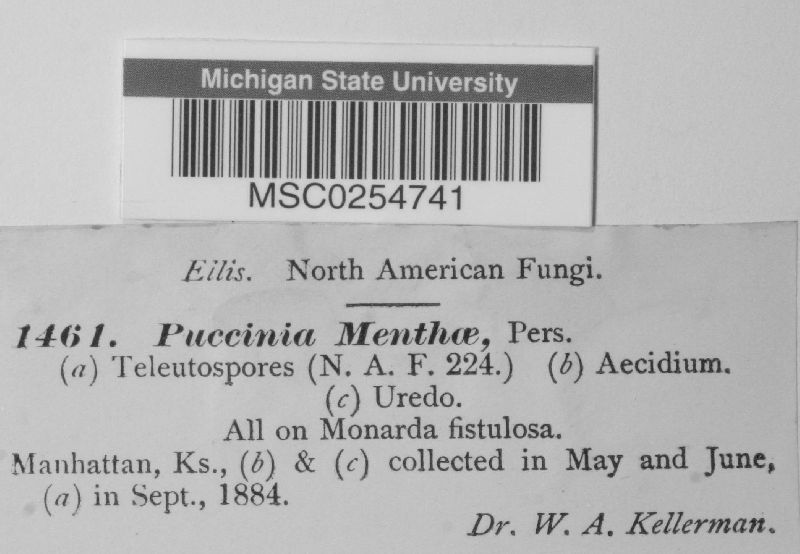 Michigan State University
MSC0254741
Ellis. North American Fungi.
1461. Puccinia Menthæ, Pers.
(a) Teleutospores (N. A. F. 224.) (b) Aecidium.
(c) Uredo.
All on Monarda fistulosa.
Manhattan, Ks., (b) & (c) collected in May and June,
(a) in Sept., 1884.
Dr. W. A. Kellerman.